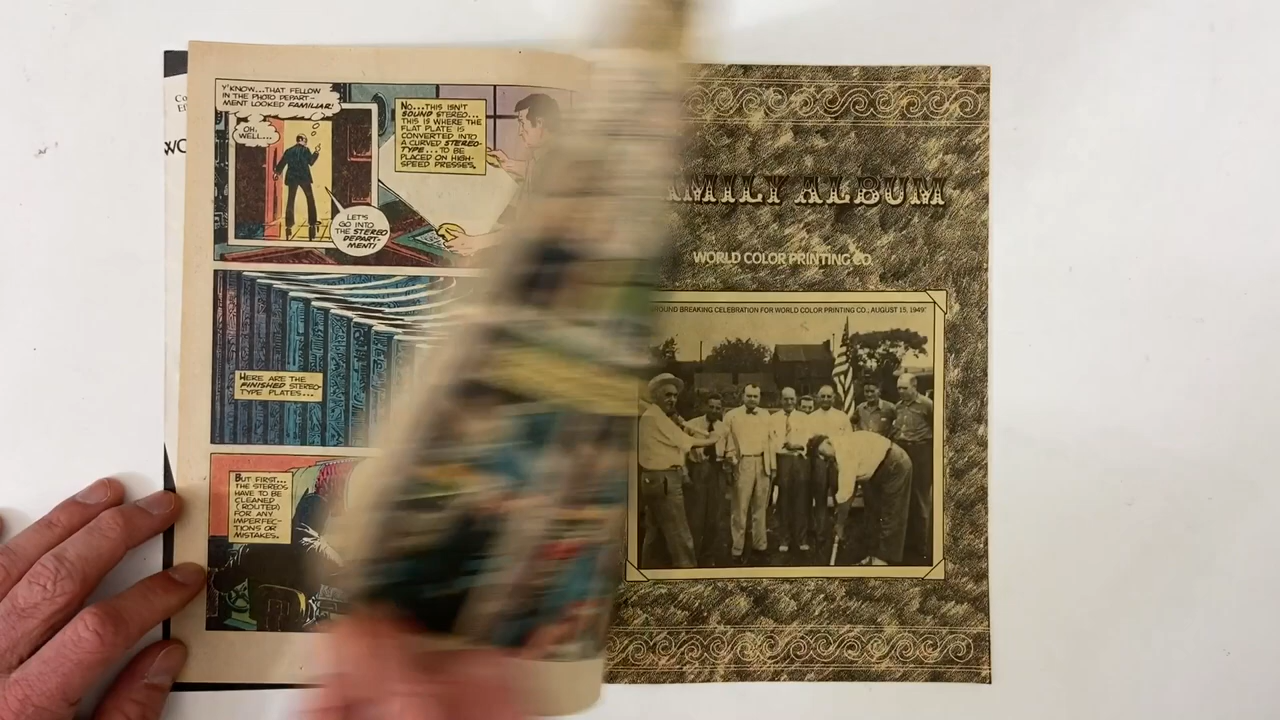 Y'KNOW...THAT FELLOW
IN THE PHOTO DEPART-
MENT LOOKED FAMILIAR!
OH,
WELL...
LET'S
GO INTO
THE STEREO
DEPART-
MENT!
NO...THIS ISN'T
SOUND STEREO...
THIS IS WHERE THE
FLAT PLATE IS
CONVERTED INTO
A CURVED STEREO-
TYPE...TO BE
PLACED ON HIGH-
SPEED PRESSES.
HERE ARE THE
FINISHED STEREO-
TYPE PLATES...
BUT FIRST...
THE STEREOS
HAVE TO BE
CLEANED
(ROUTED)
FOR ANY
IMPERFEC-
TIONS OR
MISTAKES.
ALBUM
WORLD COLOR PRINTING CO.
BREAKING CELEBRATION FOR WORLD COLOR PRINTING CO., AUGUST 15, 1949